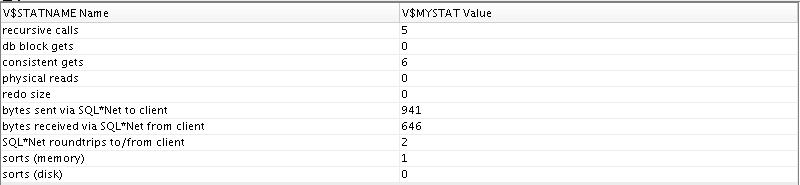 V$STATNAME Name V$MYSTAT Value
recursive calls 5
db block gets 0
consistent gets 6
physical reads 0
redo size 0
bytes sent via SQL*Net to client 941
bytes received via SQL*Net from client 646
SQL*Net roundtrips to/from client 2
sorts (memory) 1
sorts (disk) 0